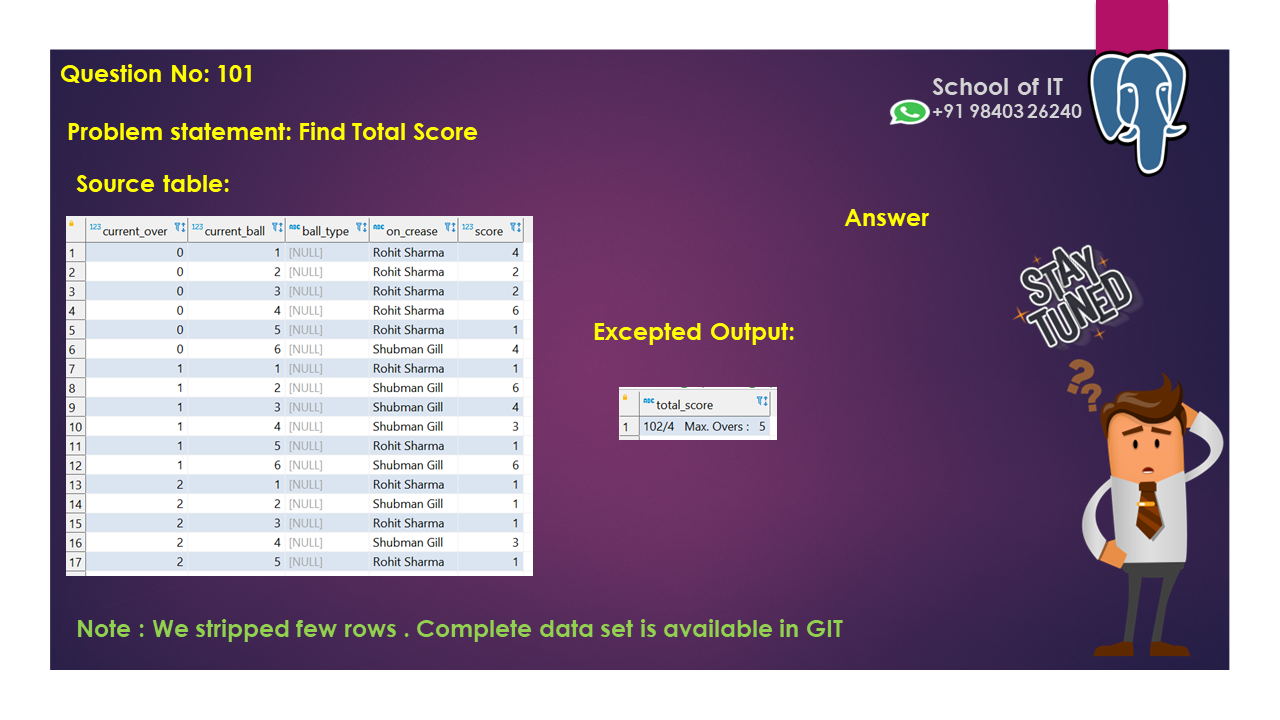 Question No: 101
School of IT
+91 98403 26240
Problem statement: Find Total Score
Source table:
Answer
123 current_over 123 current_ball ABC ball_type ABC on_crease 123 score
1 0 1 [NULL] Rohit Sharma 4
2 0 2 [NULL] Rohit Sharma 2
3 0 3 [NULL] Rohit Sharma 2
4 0 4 [NULL] Rohit Sharma 6
5 0 5 [NULL] Rohit Sharma 1
6 0 6 [NULL] Shubman Gill 4
7 1 1 [NULL] Rohit Sharma 1
8 1 2 [NULL] Shubman Gill 6
9 1 3 [NULL] Shubman Gill 4
10 1 4 [NULL] Shubman Gill 3
11 1 5 [NULL] Rohit Sharma 1
12 1 6 [NULL] Shubman Gill 6
13 2 1 [NULL] Rohit Sharma 1
14 2 2 [NULL] Shubman Gill 1
15 2 3 [NULL] Rohit Sharma 1
16 2 4 [NULL] Shubman Gill 3
17 2 5 [NULL] Rohit Sharma 1
STAY
TUNED
Excepted Output:
??
ABC total_score
1 102/4 Max. Overs : 5
Note : We stripped few rows . Complete data set is available in GIT